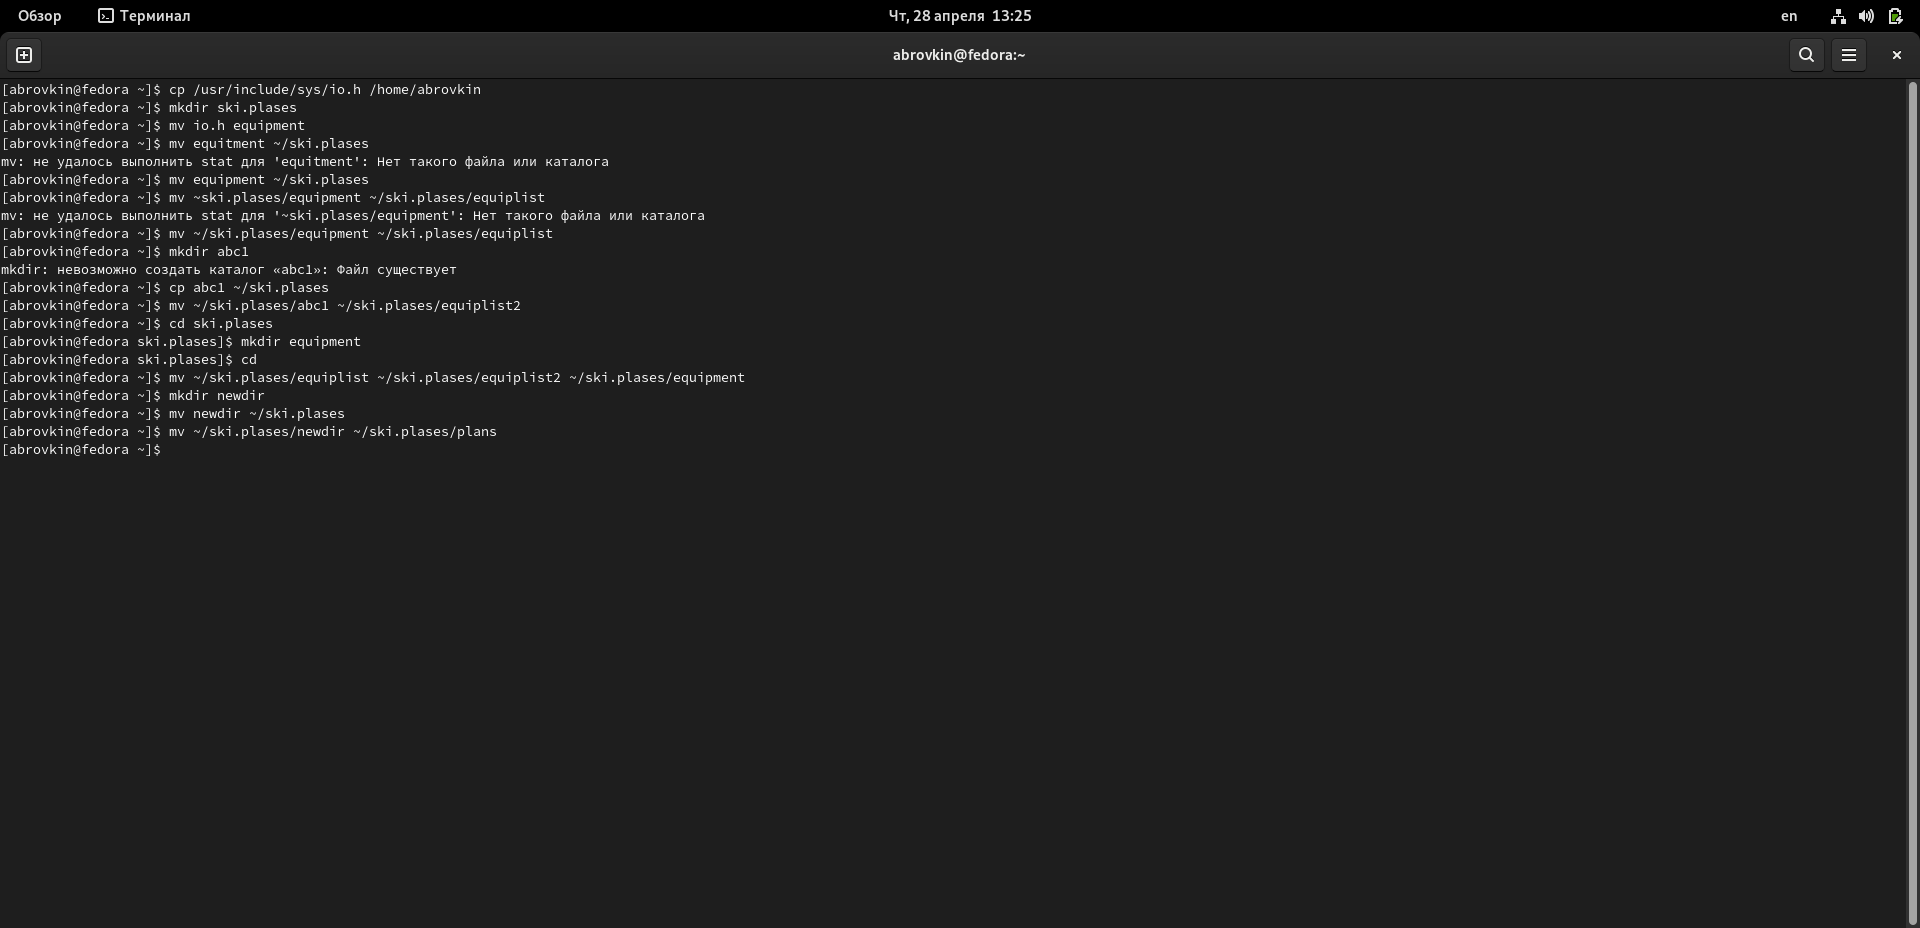 Обзор Терминал Чт, 28 апреля 13:25 en
abrovkin@fedora:~
[abrovkin@fedora ~]$ cp /usr/include/sys/io.h /home/abrovkin
[abrovkin@fedora ~]$ mkdir ski.plases
[abrovkin@fedora ~]$ mv io.h equipment
[abrovkin@fedora ~]$ mv equitment ~/ski.plases
mv: не удалось выполнить stat для 'equitment': Нет такого файла или каталога
[abrovkin@fedora ~]$ mv equipment ~/ski.plases
[abrovkin@fedora ~]$ mv ~ski.plases/equipment ~/ski.plases/equiplist
mv: не удалось выполнить stat для '~ski.plases/equipment': Нет такого файла или каталога
[abrovkin@fedora ~]$ mv ~/ski.plases/equipment ~/ski.plases/equiplist
[abrovkin@fedora ~]$ mkdir abc1
mkdir: невозможно создать каталог «abc1»: Файл существует
[abrovkin@fedora ~]$ cp abc1 ~/ski.plases
[abrovkin@fedora ~]$ mv ~/ski.plases/abc1 ~/ski.plases/equiplist2
[abrovkin@fedora ~]$ cd ski.plases
[abrovkin@fedora ski.plases]$ mkdir equipment
[abrovkin@fedora ski.plases]$ cd
[abrovkin@fedora ~]$ mv ~/ski.plases/equiplist ~/ski.plases/equiplist2 ~/ski.plases/equipment
[abrovkin@fedora ~]$ mkdir newdir
[abrovkin@fedora ~]$ mv newdir ~/ski.plases
[abrovkin@fedora ~]$ mv ~/ski.plases/newdir ~/ski.plases/plans
[abrovkin@fedora ~]$